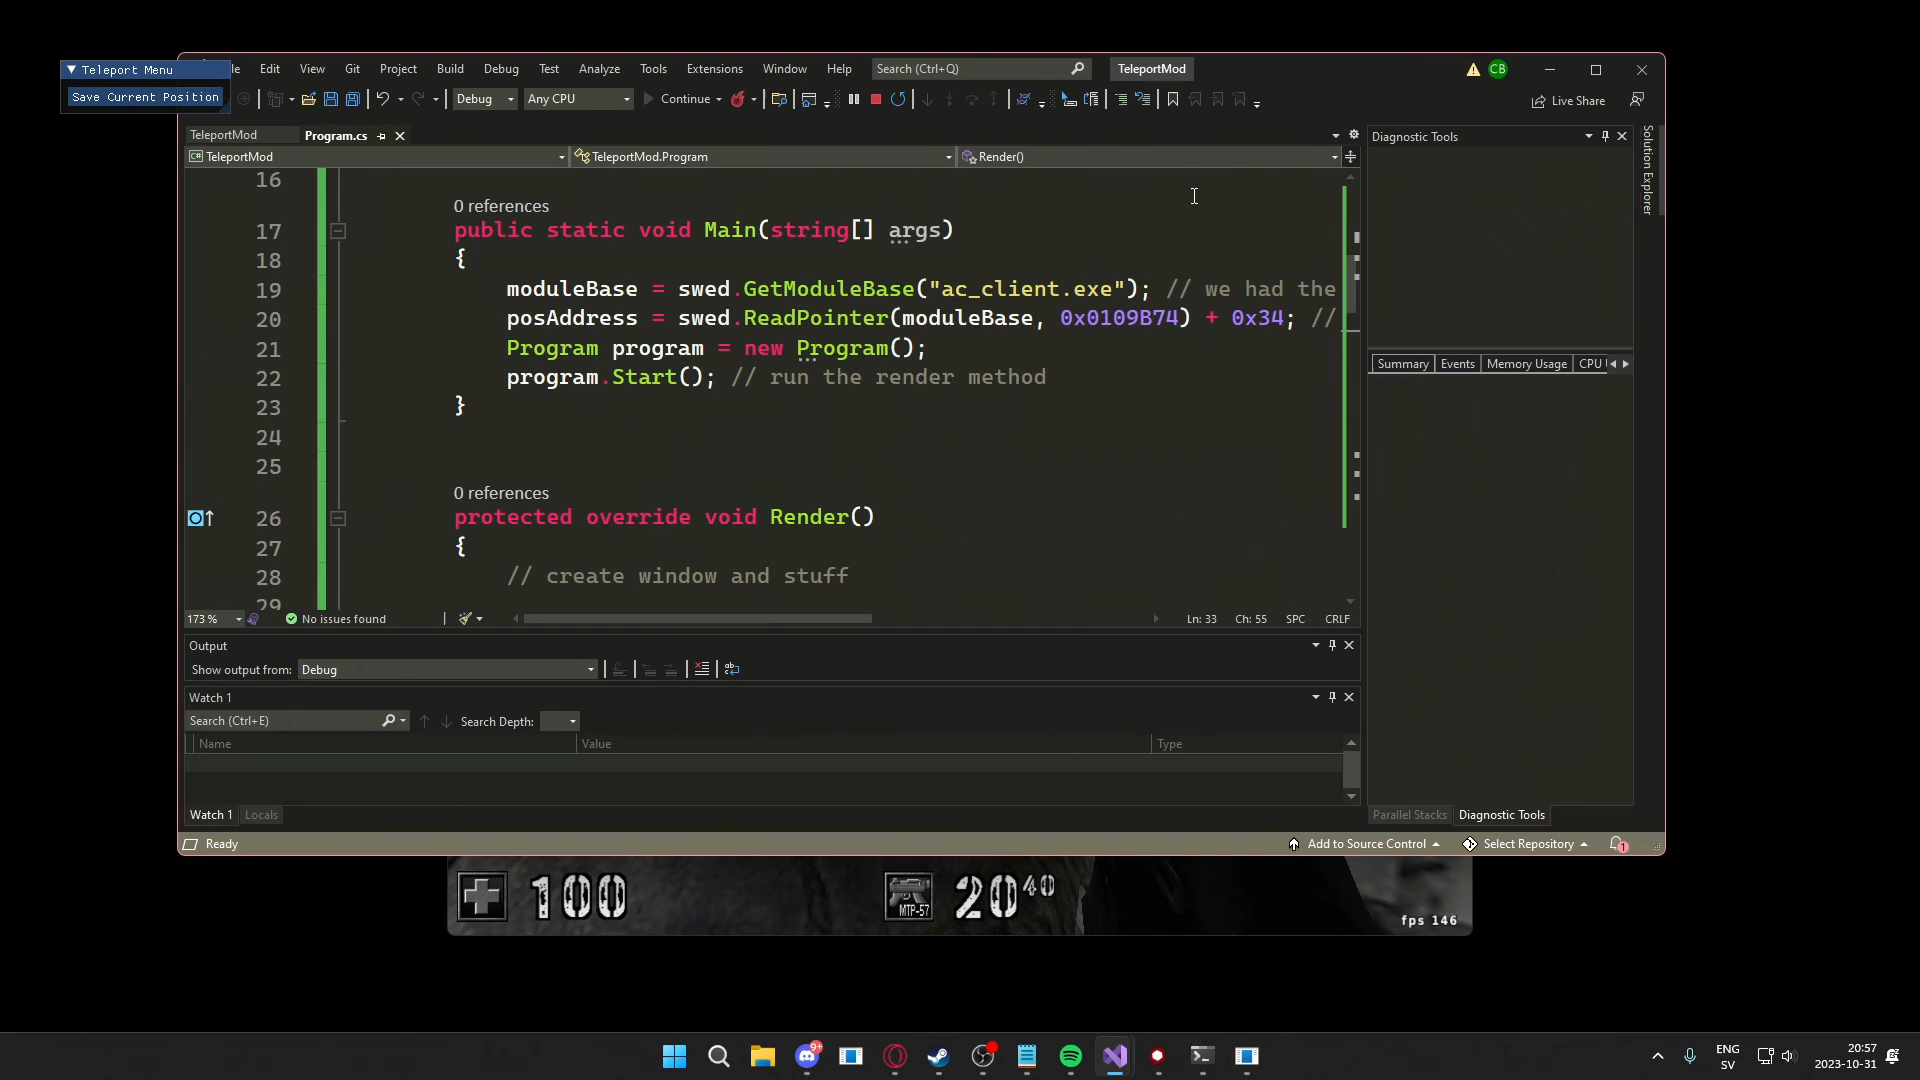 Teleport Menu
Save Current Position
Edit View Git Project Build Debug Test Analyze Tools Extensions Window Help Search (Ctrl+Q) TeleportMod CB
Debug Any CPU Continue Live Share
TeleportMod Program.cs
TeleportMod TeleportMod.Program Render()
16
0 references
17 public static void Main(string[] args)
18 {
19 moduleBase = swed.GetModuleBase("ac_client.exe"); // we had the
20 posAddress = swed.ReadPointer(moduleBase, 0x0109B74) + 0x34; //
21 Program program = new Program();
22 program.Start(); // run the render method
23 }
24
25
0 references
26 protected override void Render()
27 {
28 // create window and stuff
29
173 % No issues found Ln: 33 Ch: 55 SPC CRLF
Output
Show output from: Debug
Watch 1
Search (Ctrl+E) Search Depth:
Name Value Type
Watch 1 Locals
Diagnostic Tools
Summary Events Memory Usage CPU
Parallel Stacks Diagnostic Tools
Solution Explorer
Ready Add to Source Control Select Repository 1
100 MTP-57 20 40
fps 146
9+
ENG
SV
20:57
2023-10-31